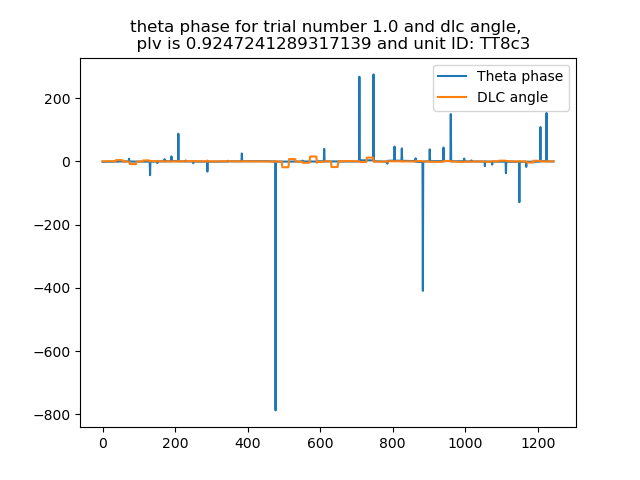 theta phase for trial number 1.0 and dlc angle,
plv is 0.9247241289317139 and unit ID: TT8c3
Theta phase
DLC angle
200
0
−200
−400
−600
−800
0 200 400 600 800 1000 1200